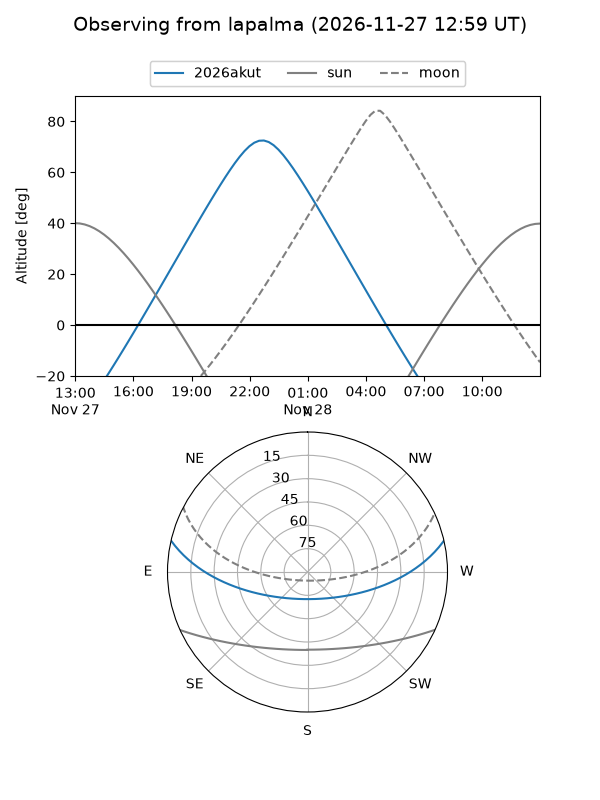 Observing from lapalma (2026-11-27 12:59 UT)
2026akut sun moon
80
60
40
20
0
−20
Altitude [deg]
13:00 16:00 19:00 22:00 01:00 04:00 07:00 10:00
Nov 27 Nov 28
N
NE NW
15
30
45
60
75
E W
SE SW
S